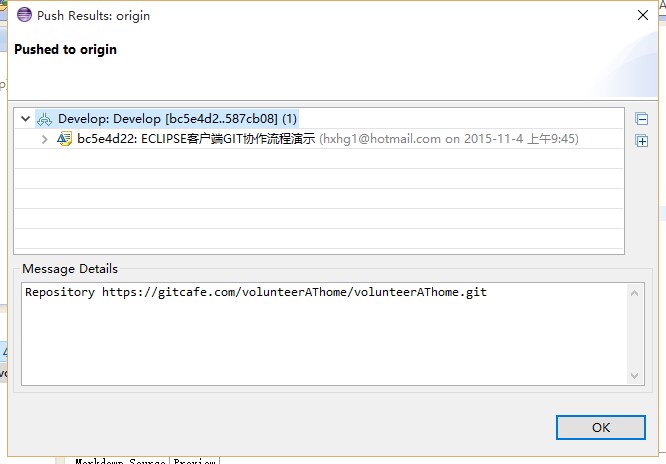 Push Results: origin
Pushed to origin
Develop: Develop [bc5e4d2..587cb08] (1)
bc5e4d22: ECLIPSE客户端GIT协作流程演示 (hxhg1@hotmail.com on 2015-11-4 上午9:45)
Message Details
Repository https://gitcafe.com/volunteerAThome/volunteerAThome.git
OK
Markdown Source Preview